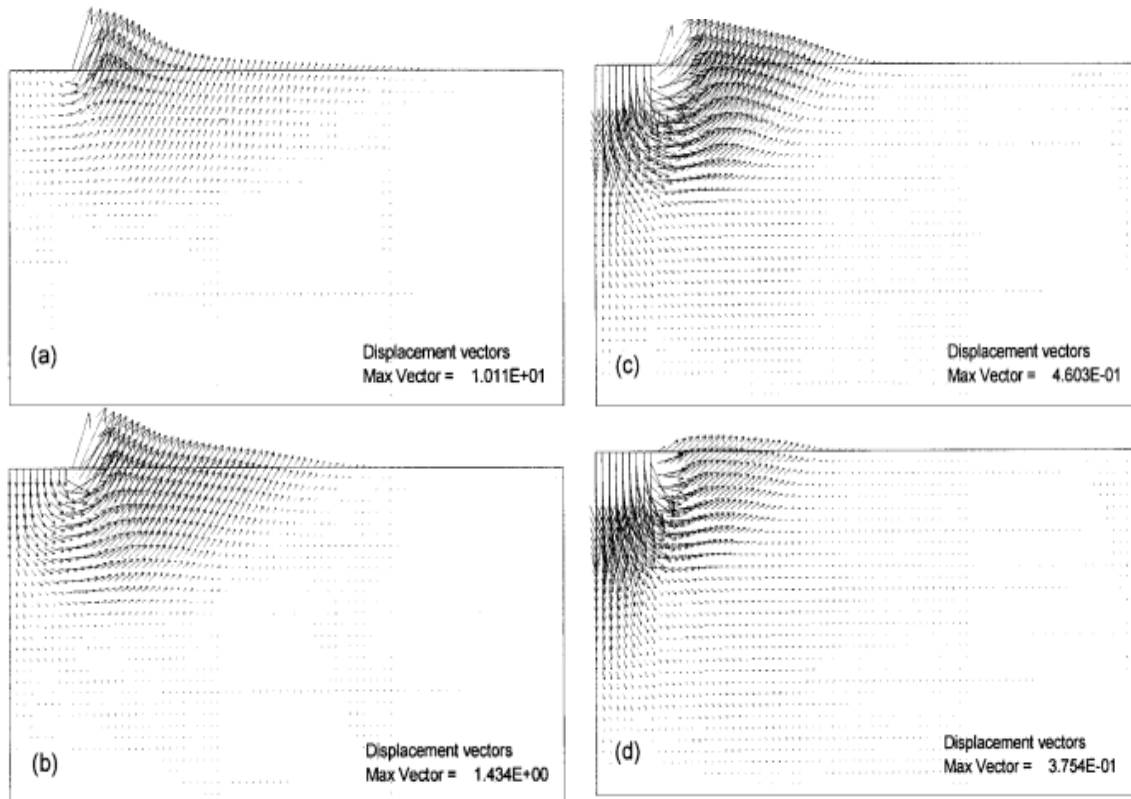 (a)
Displacement vectors
Max Vector = 1.011E+01
(b)
Displacement vectors
Max Vector = 1.434E+00
(c)
Displacement vectors
Max Vector = 4.603E-01
(d)
Displacement vectors
Max Vector = 3.754E-01